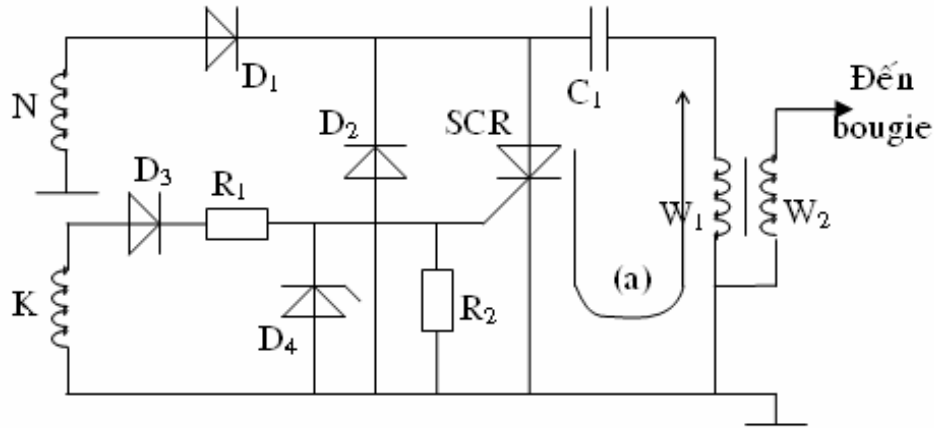 N
D₁
C₁
Đến
bougie
D₂
SCR
D₃
R₁
W₁
W₂
K
D₄
R₂
(a)